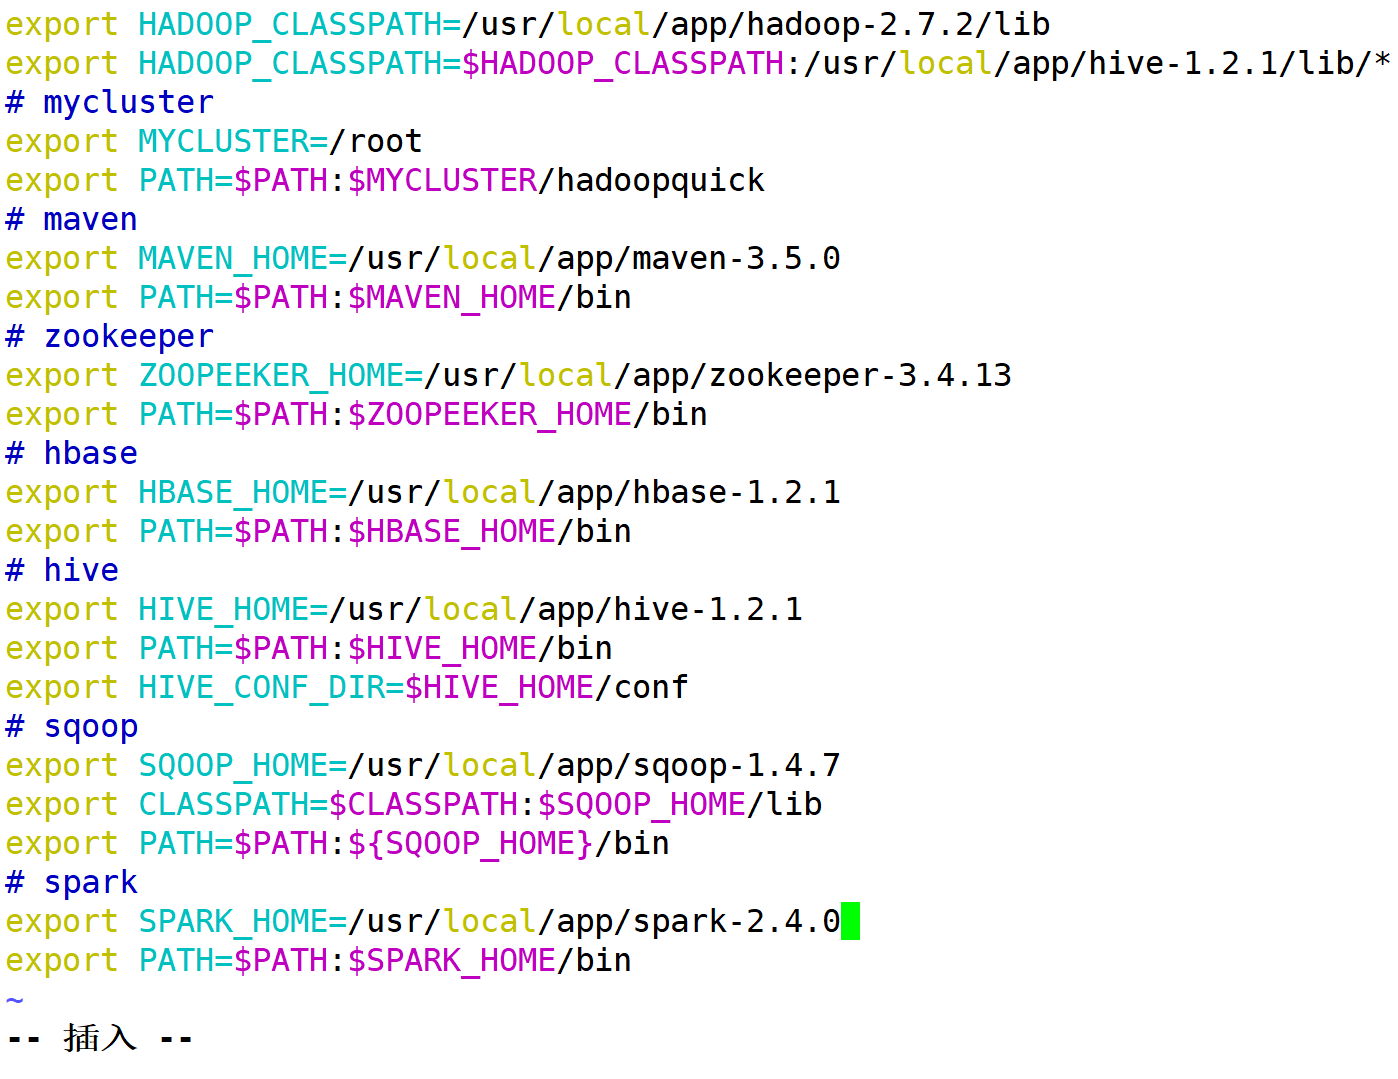 export HADOOP_CLASSPATH=/usr/local/app/hadoop-2.7.2/lib
export HADOOP_CLASSPATH=$HADOOP_CLASSPATH:/usr/local/app/hive-1.2.1/lib/*
# mycluster
export MYCLUSTER=/root
export PATH=$PATH:$MYCLUSTER/hadoopquick
# maven
export MAVEN_HOME=/usr/local/app/maven-3.5.0
export PATH=$PATH:$MAVEN_HOME/bin
# zookeeper
export ZOOPEEKER_HOME=/usr/local/app/zookeeper-3.4.13
export PATH=$PATH:$ZOOPEEKER_HOME/bin
# hbase
export HBASE_HOME=/usr/local/app/hbase-1.2.1
export PATH=$PATH:$HBASE_HOME/bin
# hive
export HIVE_HOME=/usr/local/app/hive-1.2.1
export PATH=$PATH:$HIVE_HOME/bin
export HIVE_CONF_DIR=$HIVE_HOME/conf
# sqoop
export SQOOP_HOME=/usr/local/app/sqoop-1.4.7
export CLASSPATH=$CLASSPATH:$SQOOP_HOME/lib
export PATH=$PATH:${SQOOP_HOME}/bin
# spark
export SPARK_HOME=/usr/local/app/spark-2.4.0
export PATH=$PATH:$SPARK_HOME/bin
~
-- 插入 --